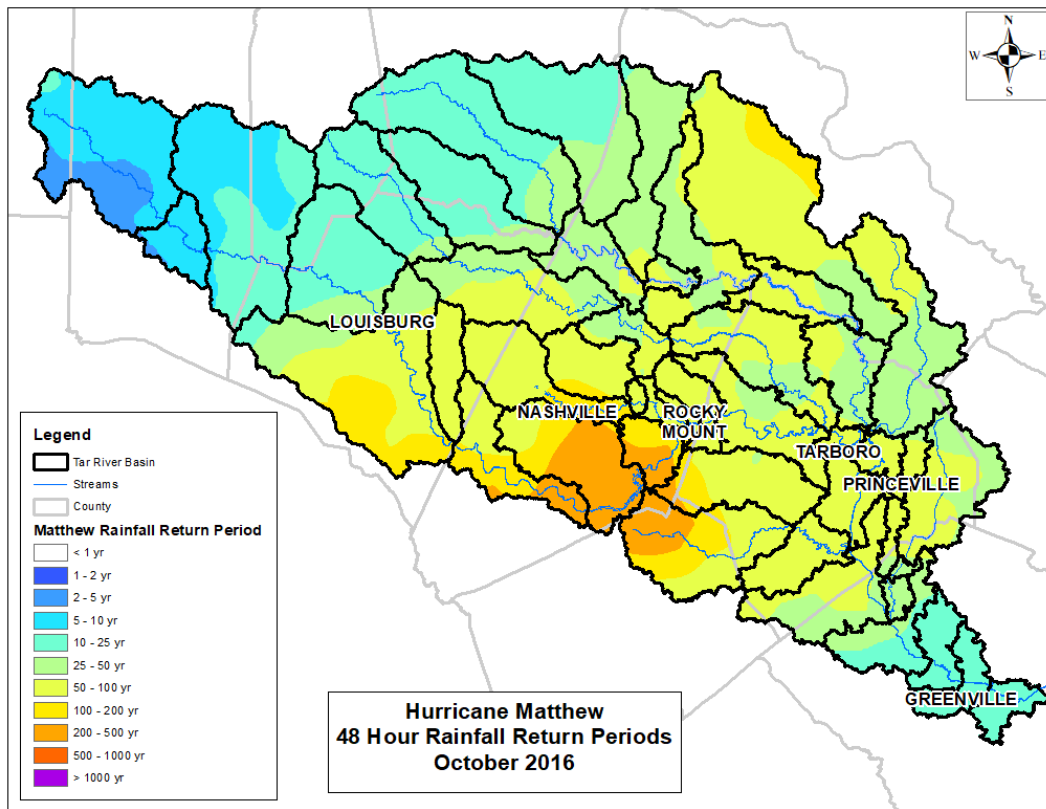 N
W E
S
LOUISBURG
NASHVILLE
ROCKY
MOUNT
TARBORO
PRINCEVILLE
GREENVILLE
Legend
Tar River Basin
Streams
County
Matthew Rainfall Return Period
< 1 yr
1 - 2 yr
2 - 5 yr
5 - 10 yr
10 - 25 yr
25 - 50 yr
50 - 100 yr
100 - 200 yr
200 - 500 yr
500 - 1000 yr
> 1000 yr
Hurricane Matthew
48 Hour Rainfall Return Periods
October 2016